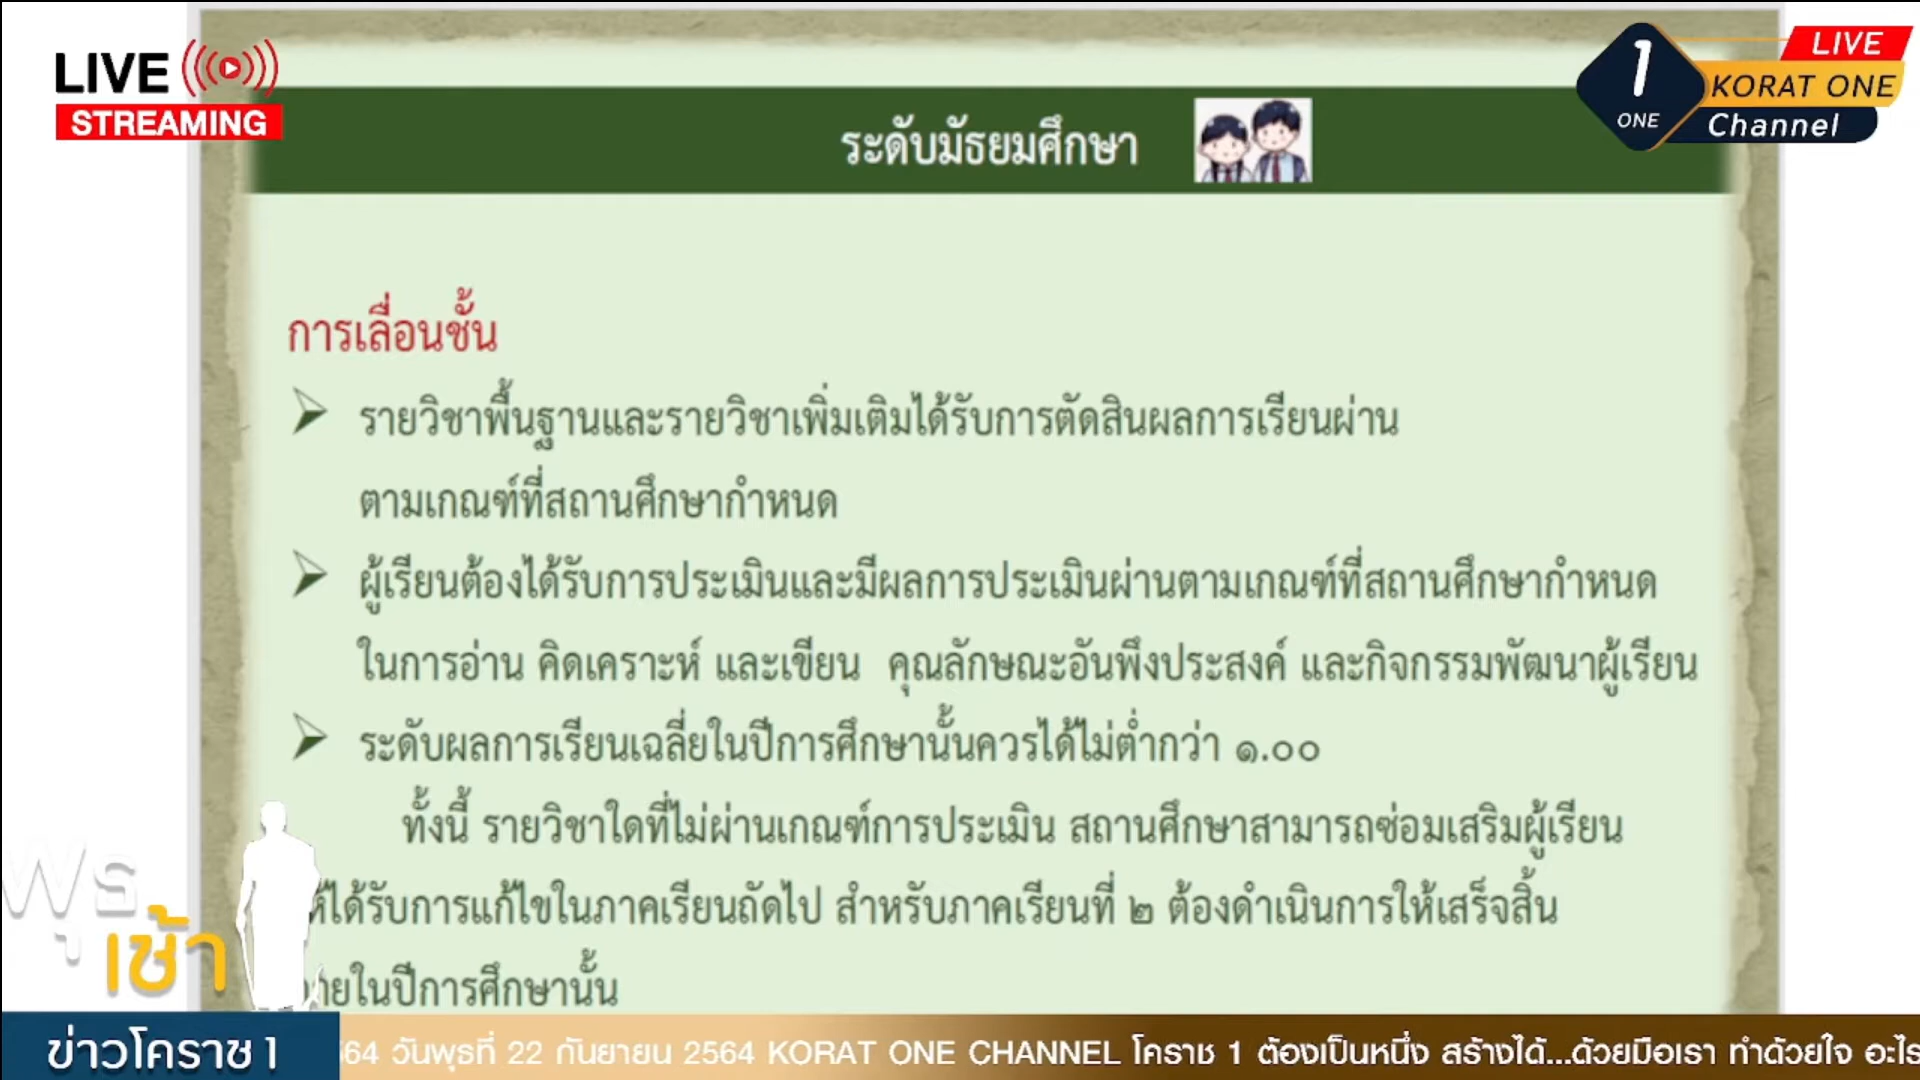 LIVE
STREAMING
1
ONE
LIVE
KORAT ONE
Channel
ระดับมัธยมศึกษา
การเลื่อนชั้น
รายวิชาพื้นฐานและรายวิชาเพิ่มเติมได้รับการตัดสินผลการเรียนผ่าน
ตามเกณฑ์ที่สถานศึกษากำหนด
ผู้เรียนต้องได้รับการประเมินและมีผลการประเมินผ่านตามเกณฑ์ที่สถานศึกษากำหนด
ในการอ่าน คิดเคราะห์ และเขียน คุณลักษณะอันพึงประสงค์ และกิจกรรมพัฒนาผู้เรียน
ระดับผลการเรียนเฉลี่ยในปีการศึกษานั้นควรได้ไม่ต่ำกว่า ๑.๐๐
ทั้งนี้ รายวิชาใดที่ไม่ผ่านเกณฑ์การประเมิน สถานศึกษาสามารถซ่อมเสริมผู้เรียน
ได้รับการแก้ไขในภาคเรียนถัดไป สำหรับภาคเรียนที่ ๒ ต้องดำเนินการให้เสร็จสิ้น
ายในปีการศึกษานั้น
พุธ
เช้า
ข่าวโคราช 1
64 วันพุธที่ 22 กันยายน 2564 KORAT ONE CHANNEL โคราช 1 ต้องเป็นหนึ่ง สร้างได้...ด้วยมือเรา ทำด้วยใจ อะไร